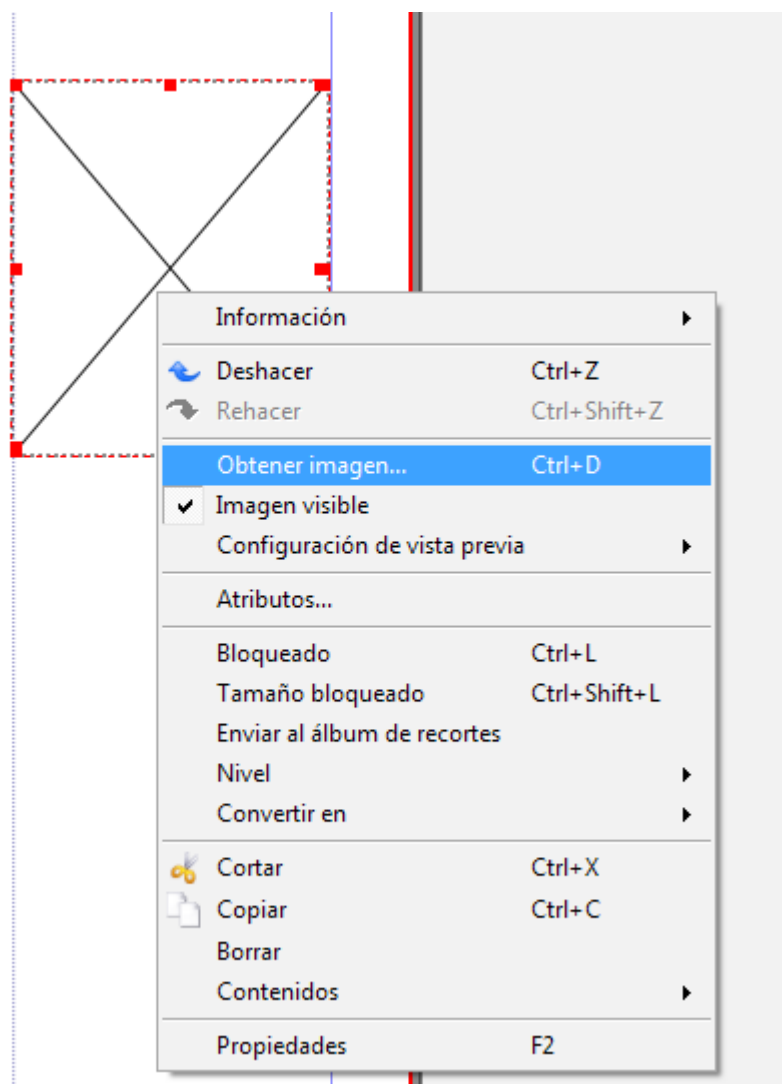 Información
Deshacer Ctrl+Z
Rehacer Ctrl+Shift+Z
Obtener imagen... Ctrl+D
Imagen visible
Configuración de vista previa
Atributos...
Bloqueado Ctrl+L
Tamaño bloqueado Ctrl+Shift+L
Enviar al álbum de recortes
Nivel
Convertir en
Cortar Ctrl+X
Copiar Ctrl+C
Borrar
Contenidos
Propiedades F2